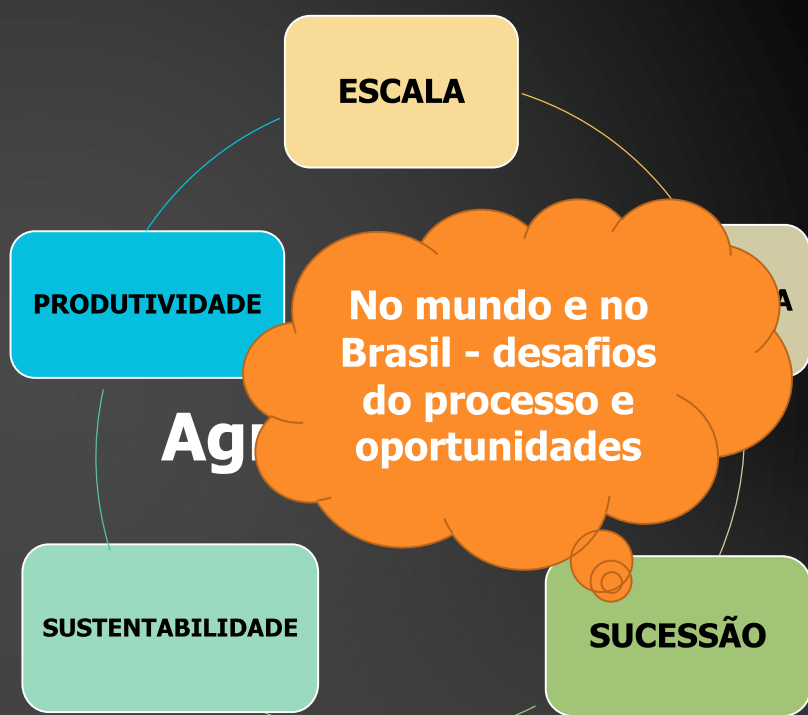 ESCALA
PRODUTIVIDADE
No mundo e no
Brasil - desafios
do processo e
oportunidades
SUSTENTABILIDADE
SUCESSÃO